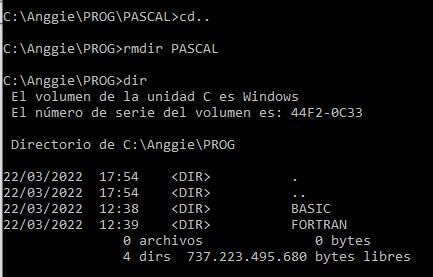 C:\Anggie\PROG\PASCAL>cd..
C:\Anggie\PROG>rmdir PASCAL
C:\Anggie\PROG>dir
 El volumen de la unidad C es Windows
 El número de serie del volumen es: 44F2-0C33
 Directorio de C:\Anggie\PROG
22/03/2022  17:54    <DIR>          .
22/03/2022  17:54    <DIR>          ..
22/03/2022  12:38    <DIR>          BASIC
22/03/2022  12:39    <DIR>          FORTRAN
               0 archivos              0 bytes
               4 dirs  737.223.495.680 bytes libres